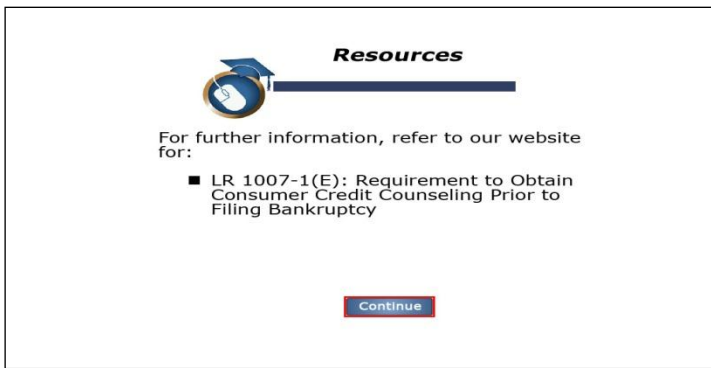 Resources
For further information, refer to our website
for:
■ LR 1007-1(E): Requirement to Obtain
Consumer Credit Counseling Prior to
Filing Bankruptcy
Continue